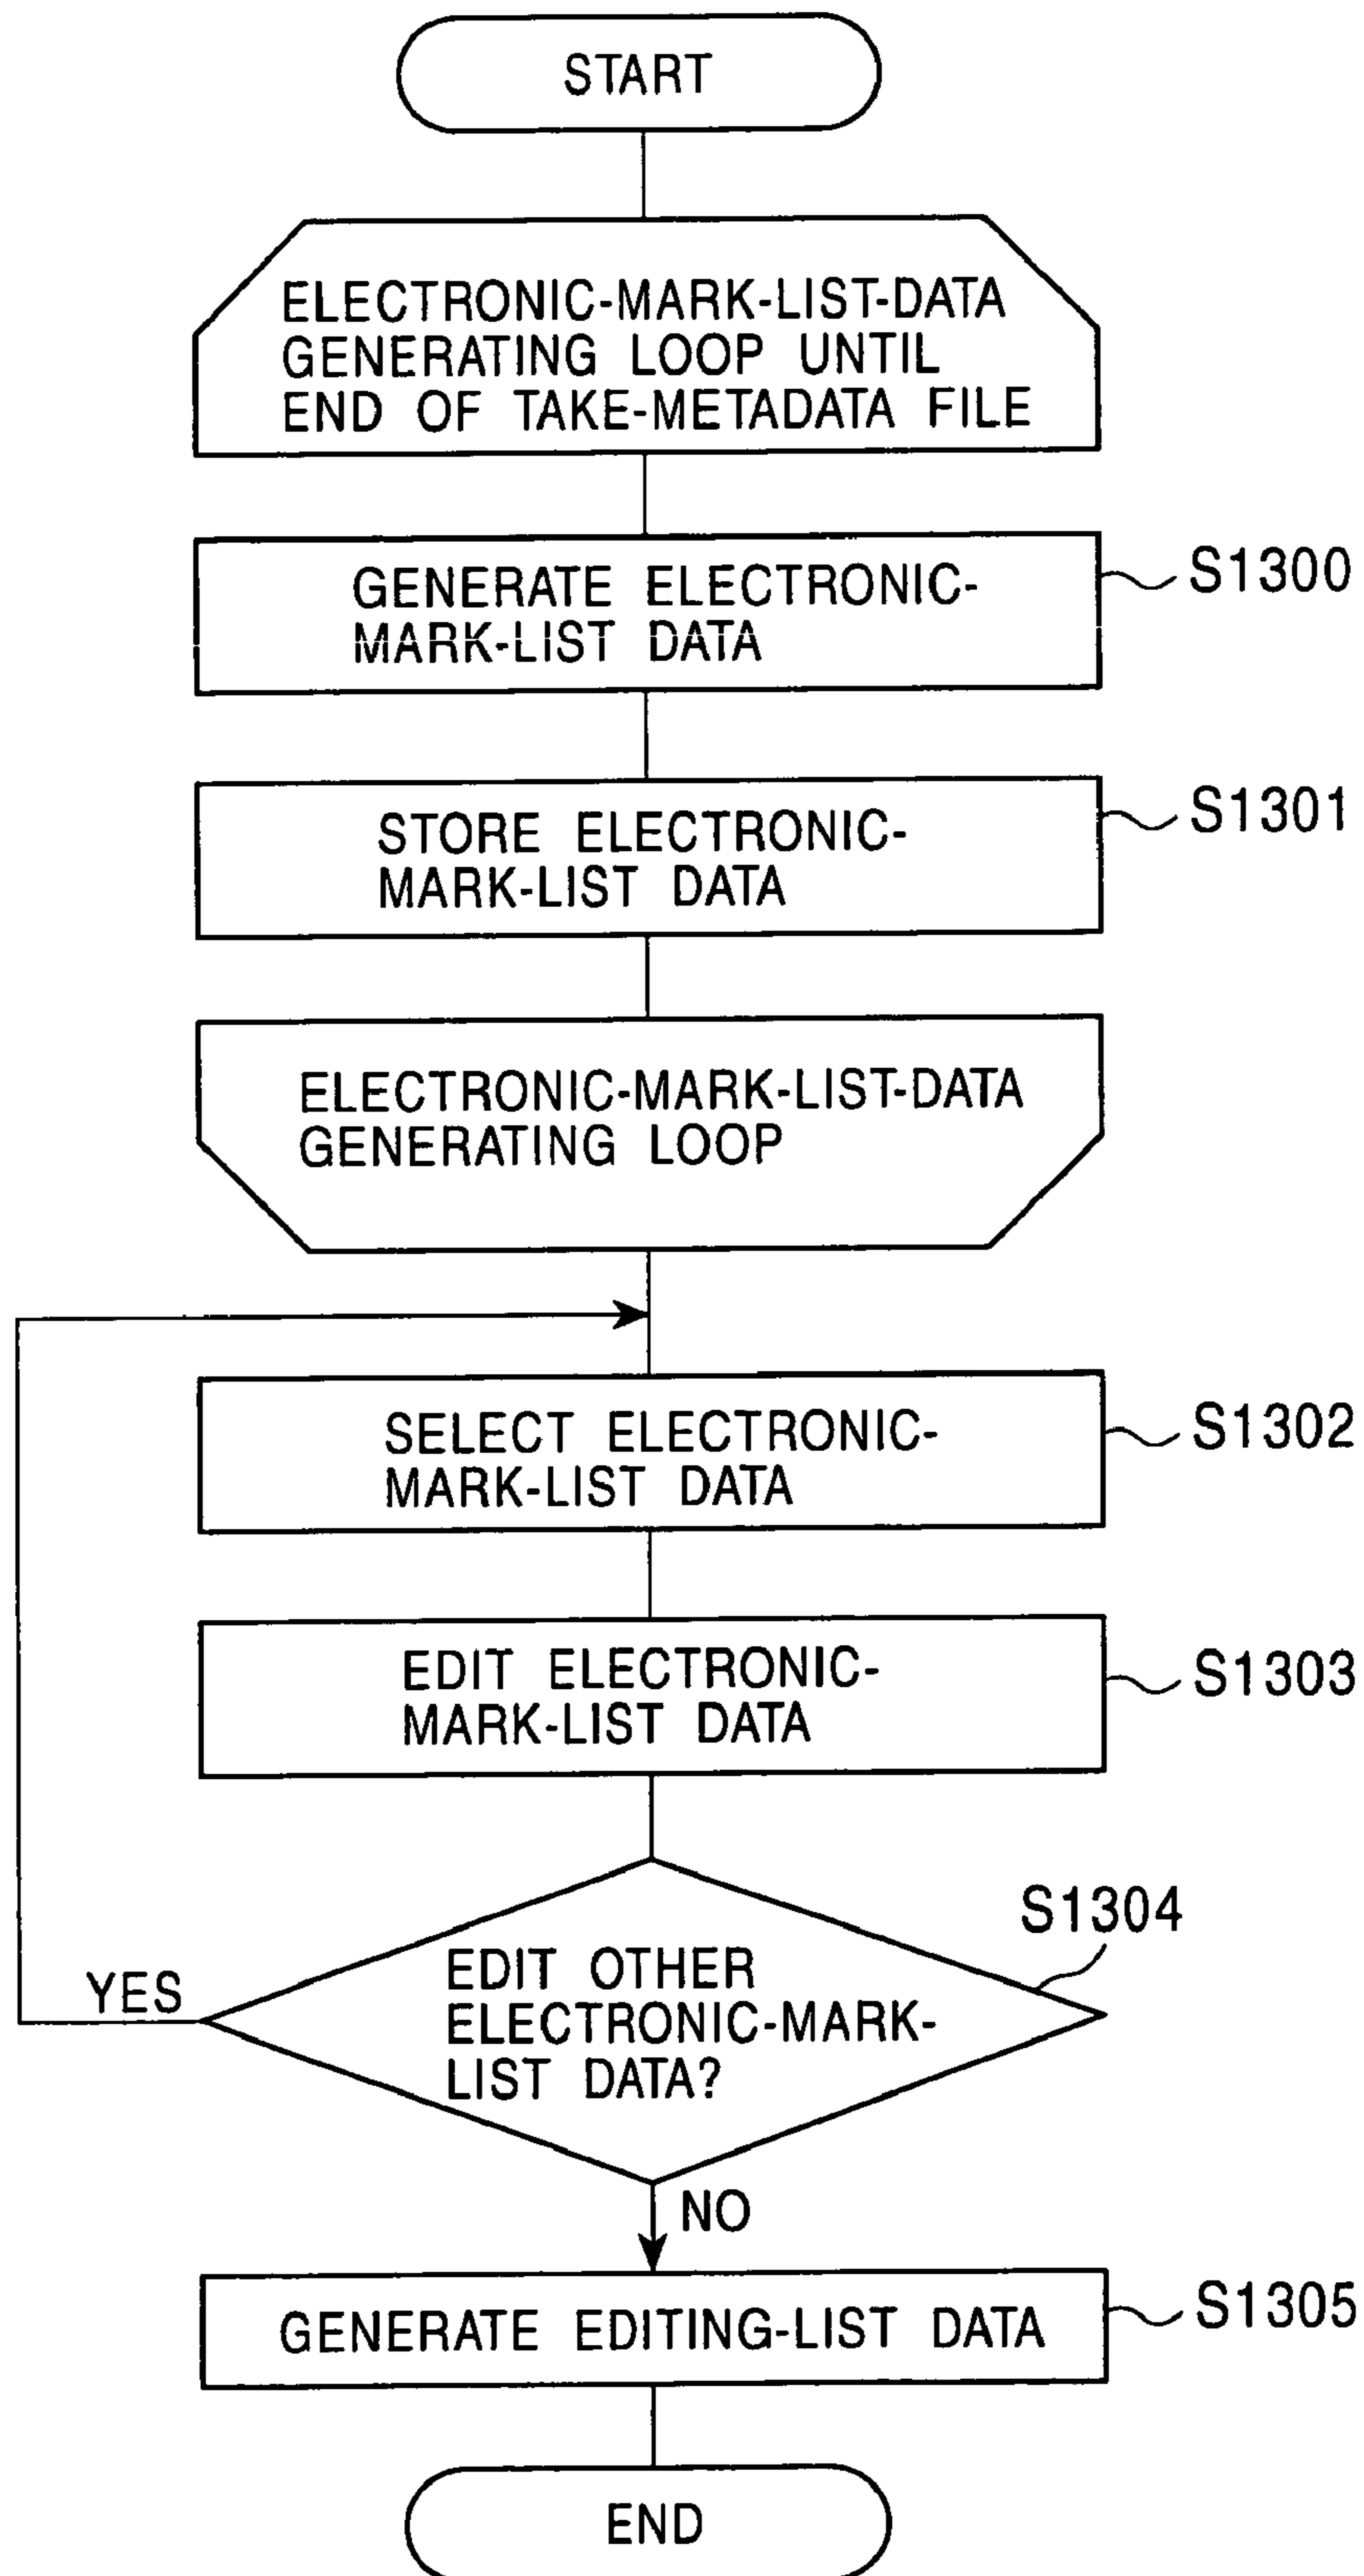 START
ELECTRONIC-MARK-LIST-DATA
GENERATING LOOP UNTIL
END OF TAKE-METADATA FILE
GENERATE ELECTRONIC-
MARK-LIST DATA
S1300
STORE ELECTRONIC-
MARK-LIST DATA
S1301
ELECTRONIC-MARK-LIST-DATA
GENERATING LOOP
SELECT ELECTRONIC-
MARK-LIST DATA
S1302
EDIT ELECTRONIC-
MARK-LIST DATA
S1303
S1304
YES
EDIT OTHER
ELECTRONIC-MARK-
LIST DATA?
NO
GENERATE EDITING-LIST DATA
S1305
END